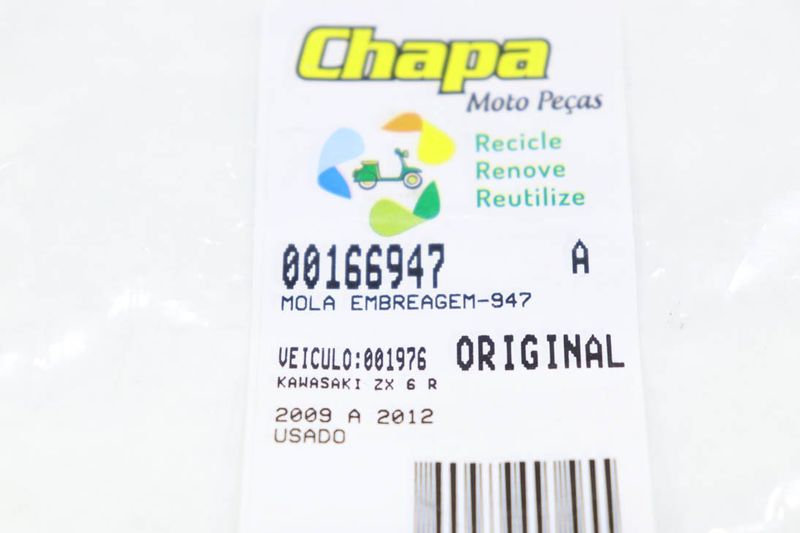 Chapa
Moto Peças
Recicle
Renove
Reutilize
00166947 A
MOLA EMBREAGEM-947
VEICULO:001976 ORIGINAL
KAWASAKI ZX 6 R
2009 A 2012
USADO